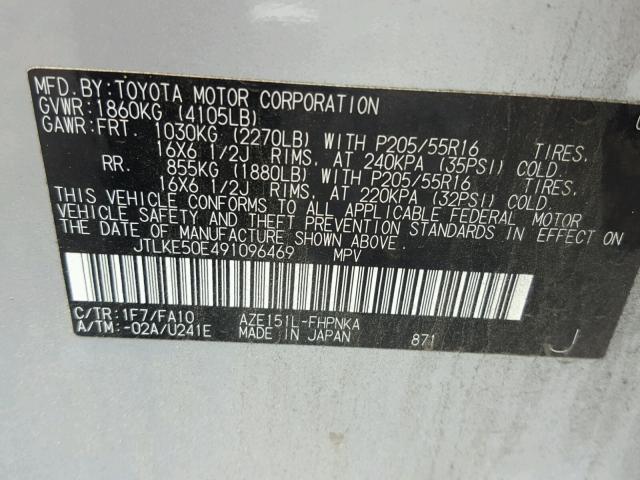 MFD.BY:TOYOTA MOTOR CORPORATION
GVWR:1860KG (4105LB)
GAWR:FRT. 1030KG (2270LB) WITH P205/55R16 TIRES,
16X6 1/2J RIMS, AT 240KPA (35PSI) COLD.
RR. 855KG (1880LB) WITH P205/55R16 TIRES,
16X6 1/2J RIMS, AT 220KPA (32PSI) COLD.
THIS VEHICLE CONFORMS TO ALL APPLICABLE FEDERAL MOTOR
VEHICLE SAFETY AND THEFT PREVENTION STANDARDS IN EFFECT ON
THE DATE OF MANUFACTURE SHOWN ABOVE.
JTLKE50E491096469 MPV
C/TR:1F7/FA10 AZE151L-FHPNKA
A/TM:-02A/U241E MADE IN JAPAN 871 J